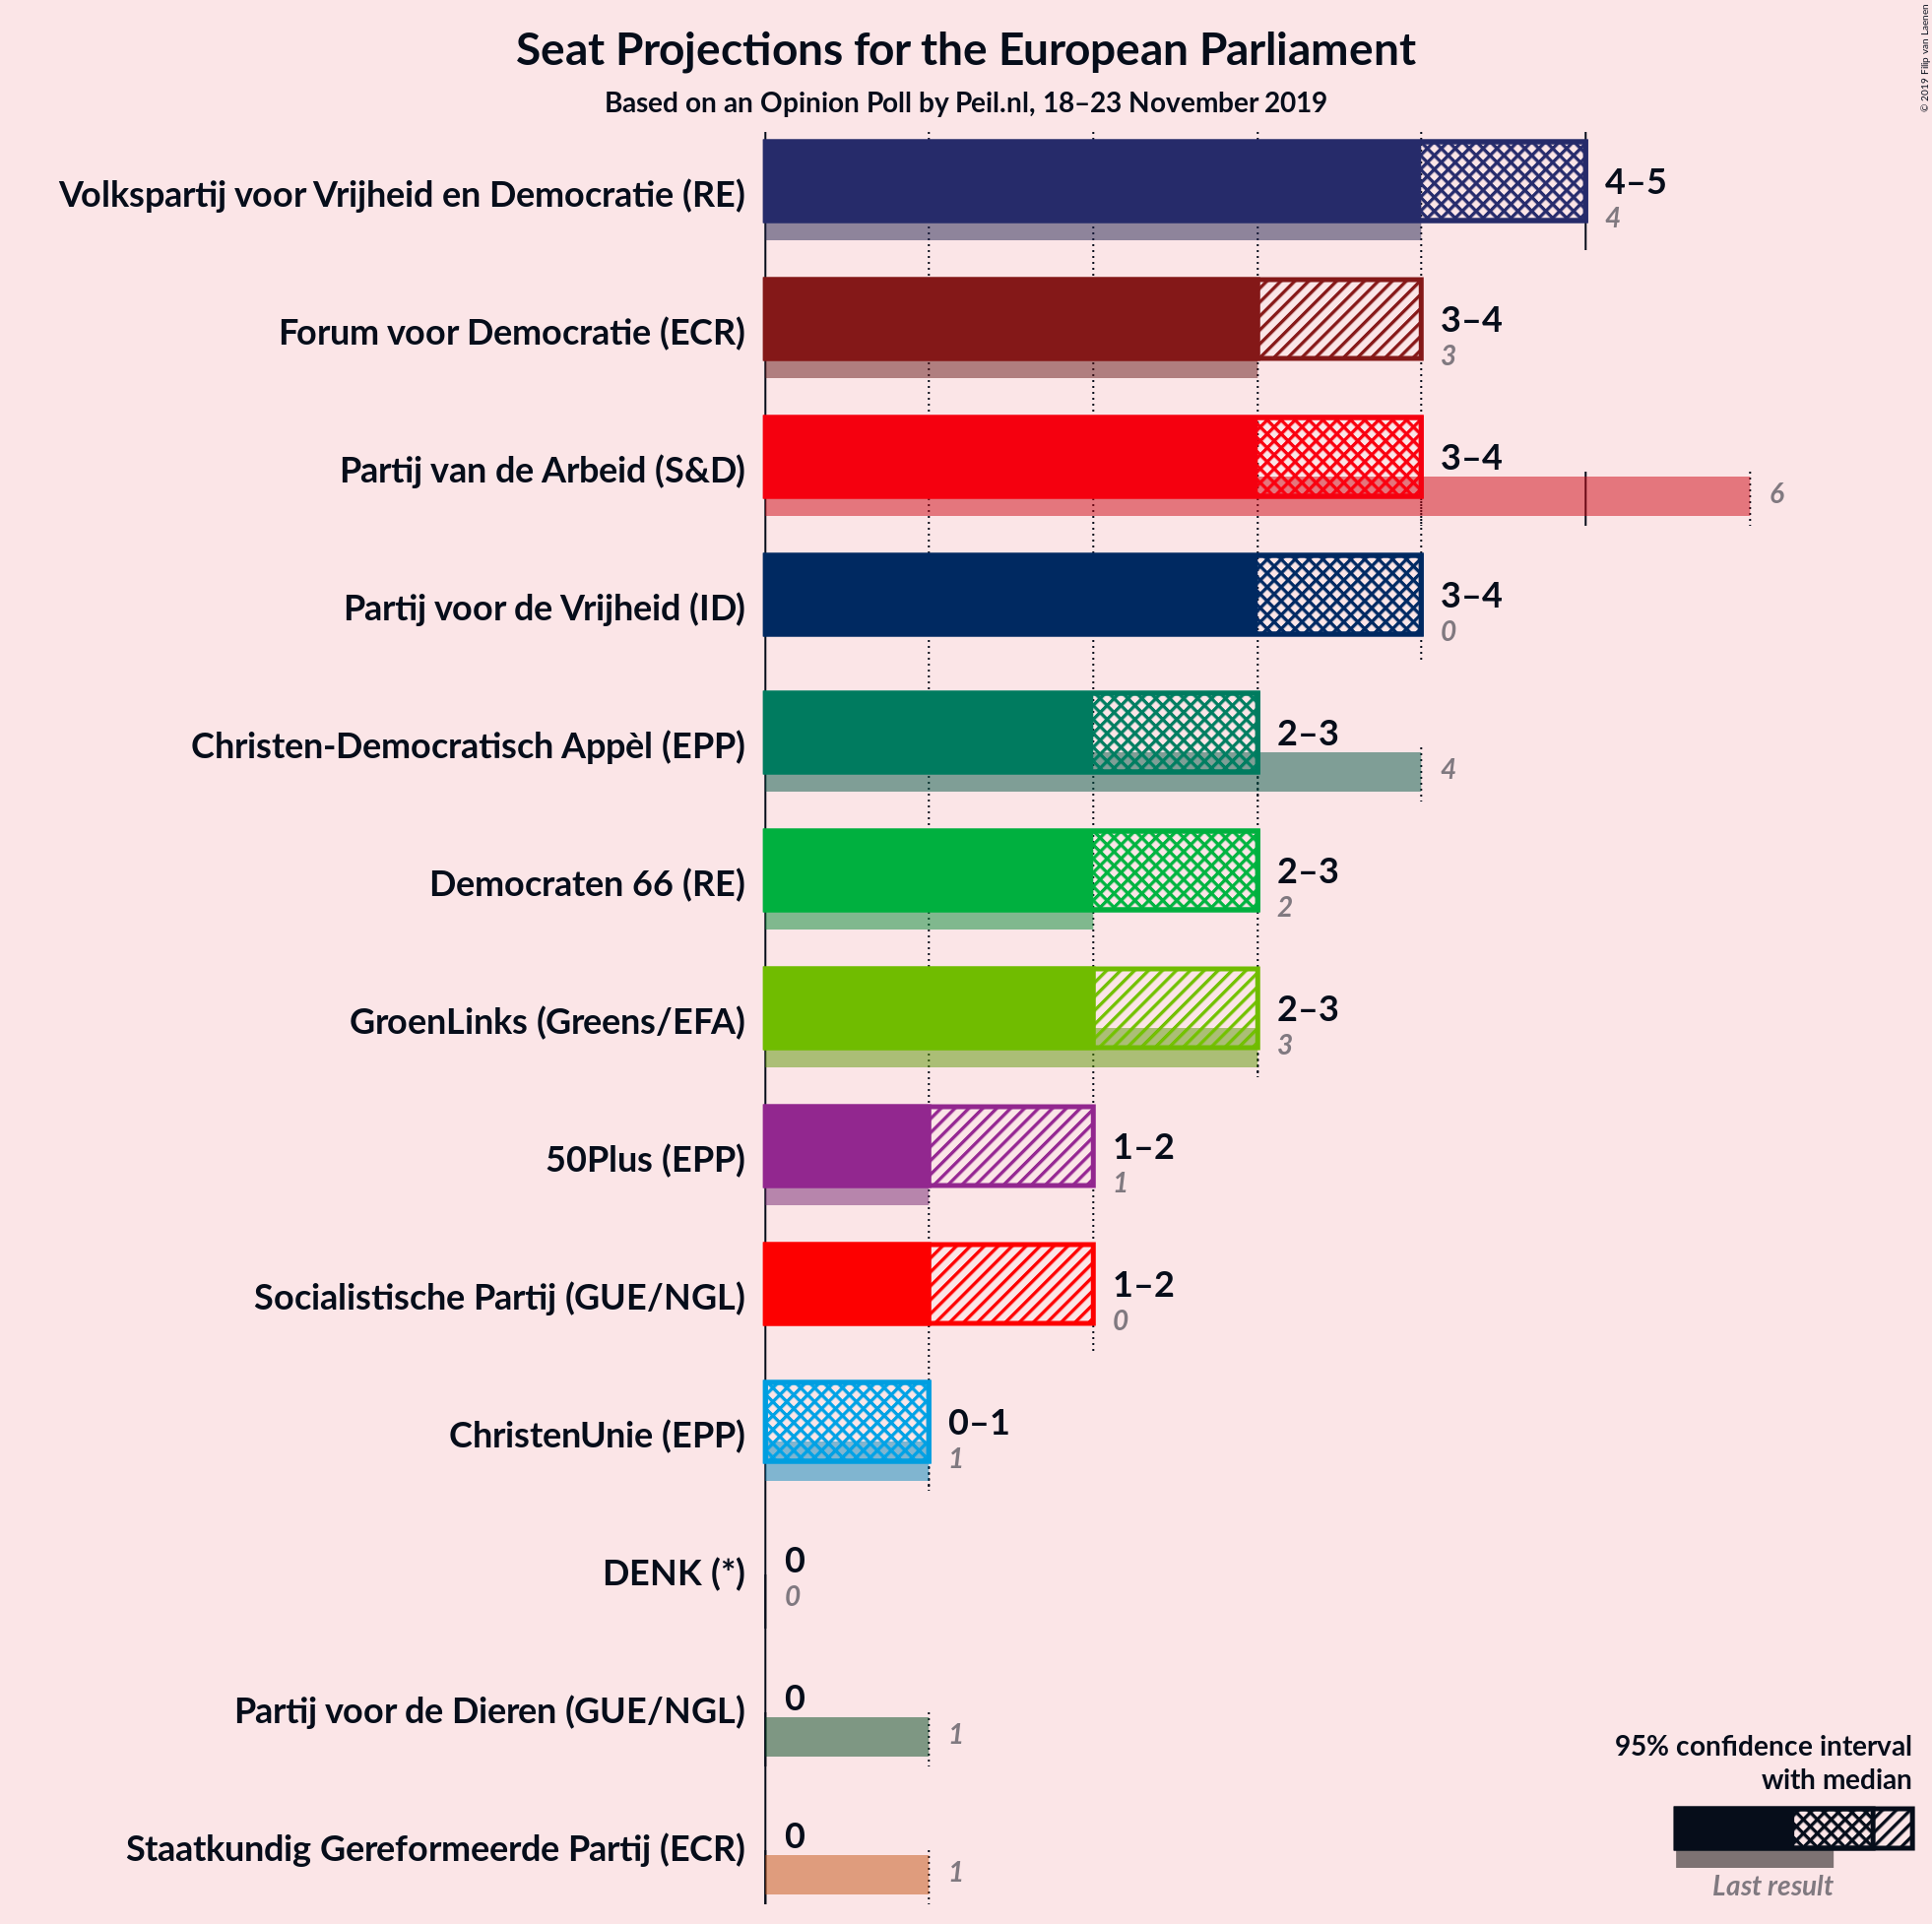 Seat Projections for the European Parliament
Based on an Opinion Poll by Peil.nl, 18–23 November 2019
© 2019 Filip van Laenen
Volkspartij voor Vrijheid en Democratie (RE)
4–5
4
Forum voor Democratie (ECR)
3–4
3
Partij van de Arbeid (S&D)
3–4
6
Partij voor de Vrijheid (ID)
3–4
0
Christen-Democratisch Appèl (EPP)
2–3
4
Democraten 66 (RE)
2–3
2
GroenLinks (Greens/EFA)
2–3
3
50Plus (EPP)
1–2
1
Socialistische Partij (GUE/NGL)
1–2
0
ChristenUnie (EPP)
0–1
1
DENK (*)
0
0
Partij voor de Dieren (GUE/NGL)
0
1
Staatkundig Gereformeerde Partij (ECR)
0
1
95% confidence interval
with median
Last result